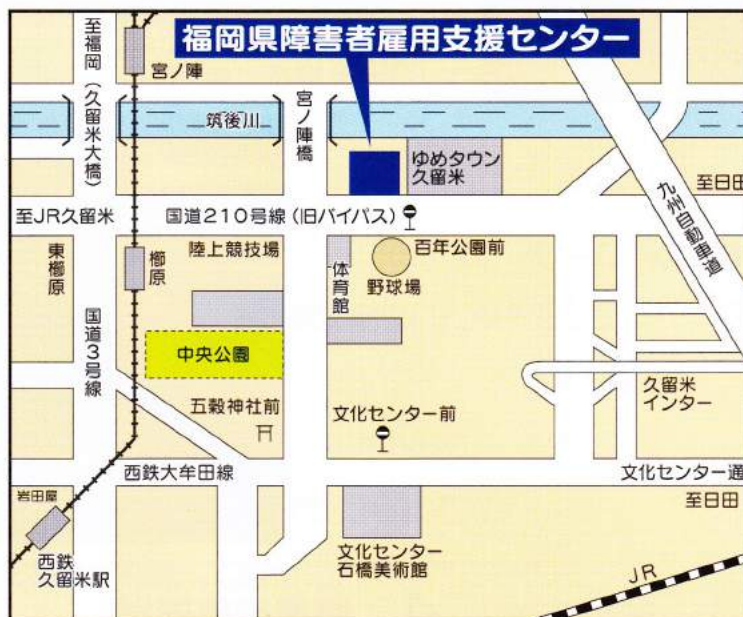 福岡県障害者雇用支援センター
至福岡(久留米大橋)
宮ノ陣
筑後川
宮ノ陣橋
ゆめタウン
久留米
九州自動車道
至日田
至JR久留米
国道210号線(旧バイパス)
東櫛原
国道3号線
櫛原
陸上競技場
体育館
百年公園前
野球場
中央公園
久留米
インター
五穀神社前
文化センター前
西鉄大牟田線
文化センター通
至日田
岩田屋
西鉄
久留米駅
文化センター
石橋美術館
JR